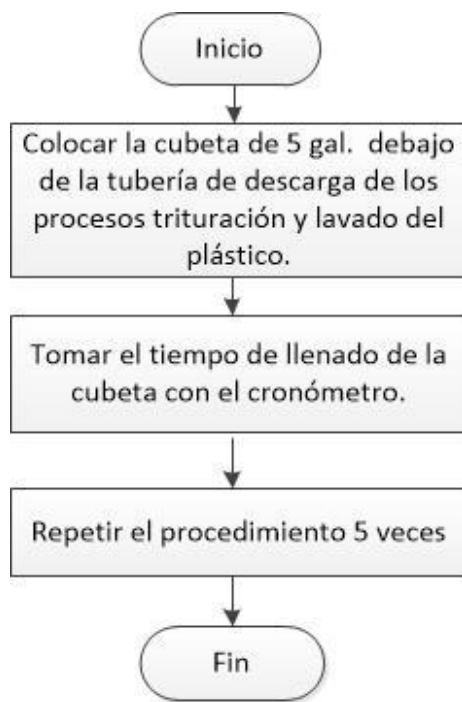 Inicio
Colocar la cubeta de 5 gal. debajo
de la tubería de descarga de los
procesos trituración y lavado del
plástico.
Tomar el tiempo de llenado de la
cubeta con el cronómetro.
Repetir el procedimiento 5 veces
Fin